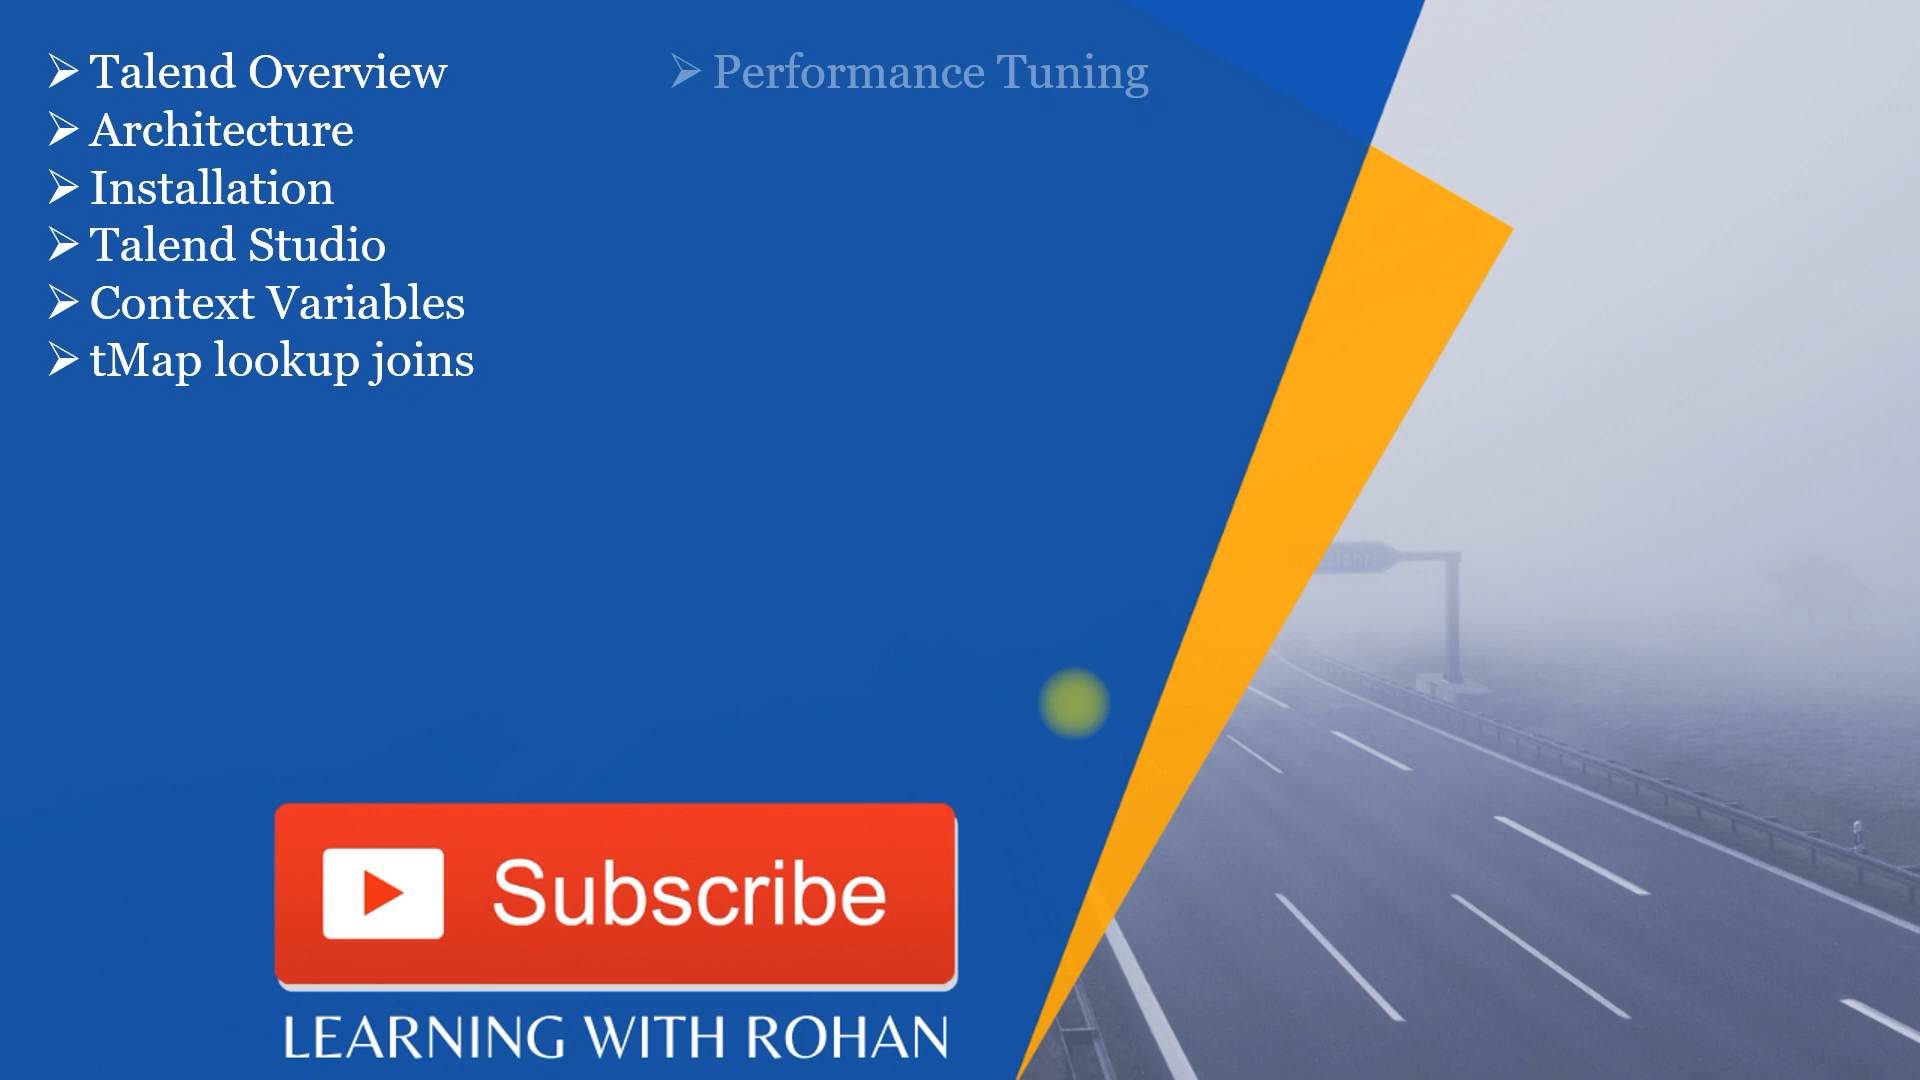 Talend Overview
Architecture
Installation
Talend Studio
Context Variables
tMap lookup joins
Performance Tuning
Subscribe
LEARNING WITH ROHAN